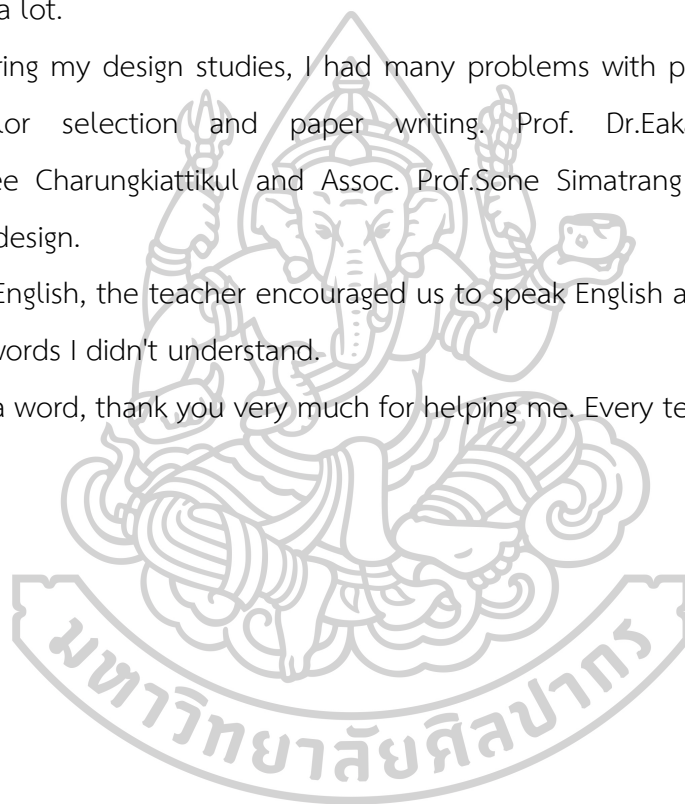 a lot.
ring my design studies, I had many problems with p
lor selection and paper writing. Prof. Dr.Eaka
ee Charungkiattikul and Assoc. Prof.Sone Simatrang
design.
English, the teacher encouraged us to speak English a
words I didn't understand.
a word, thank you very much for helping me. Every te
มหาวิทยาลัยศิลปากร